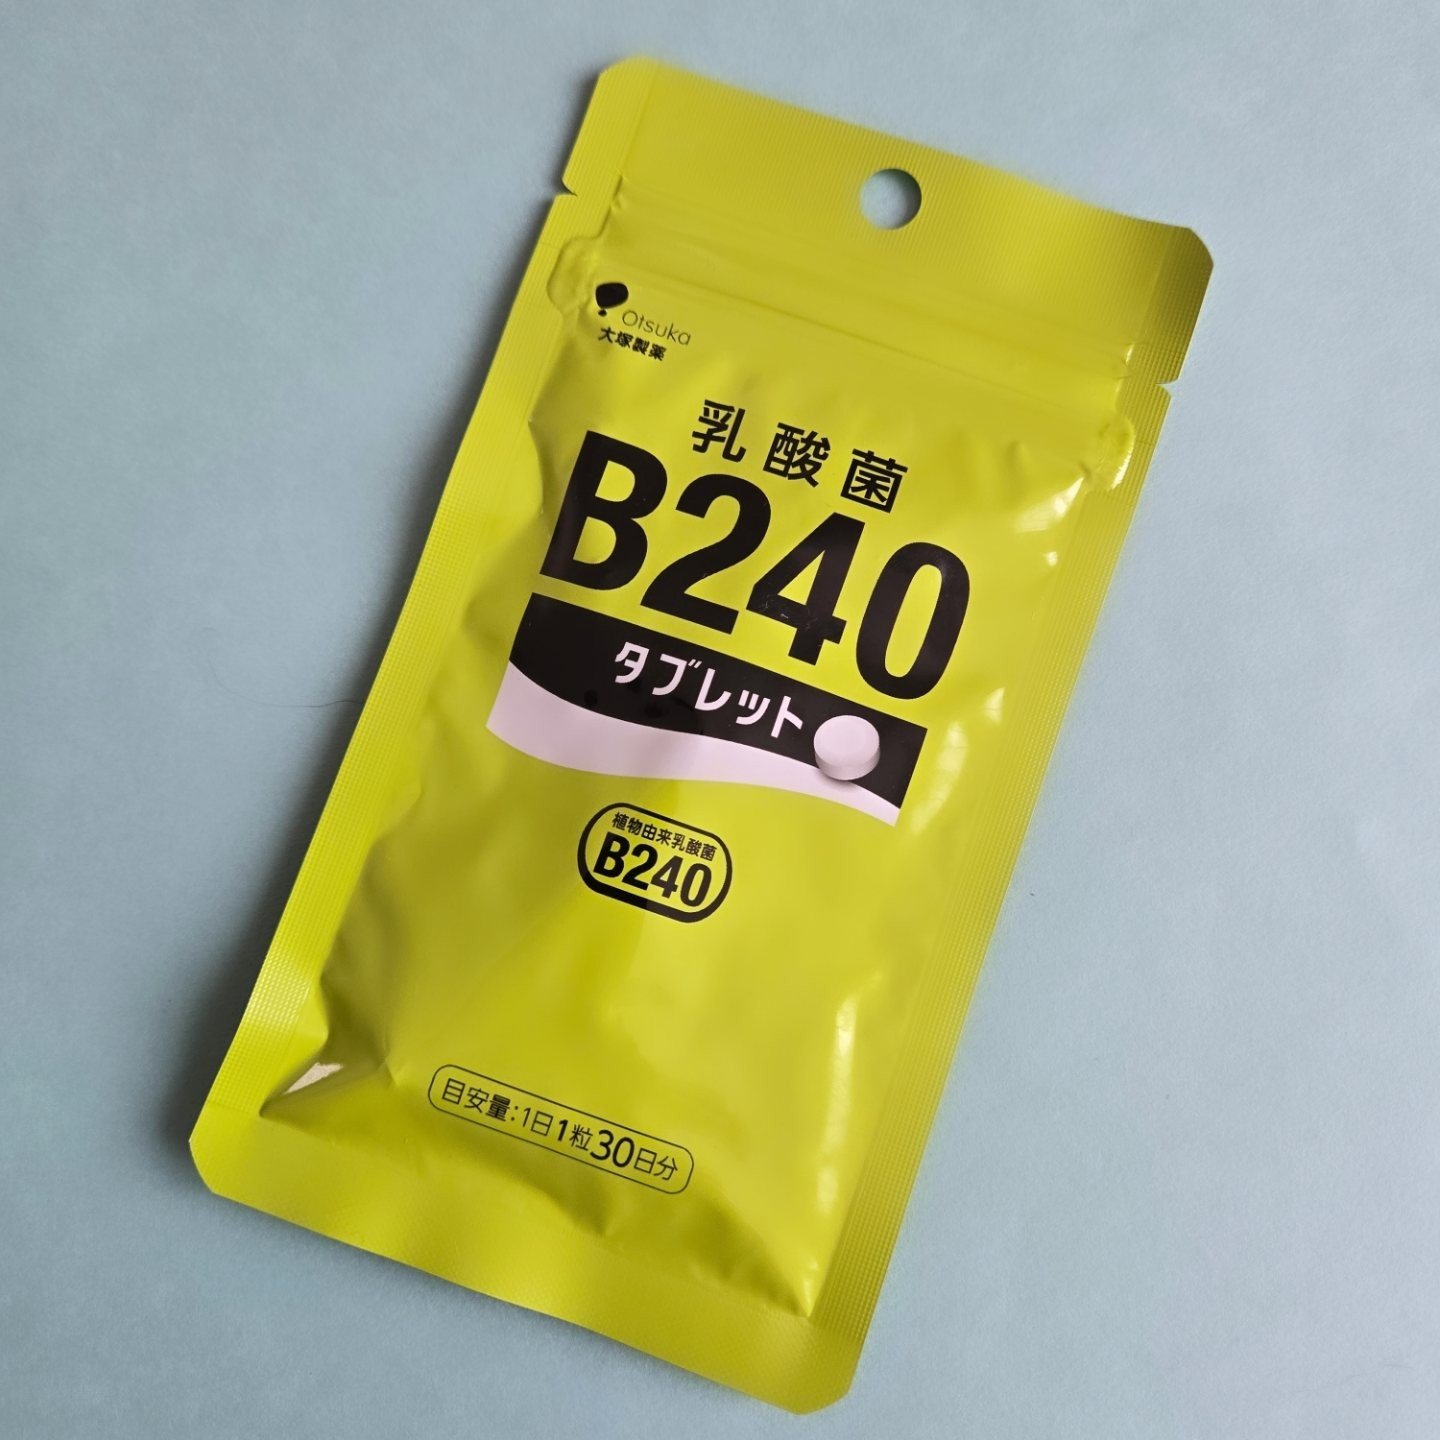 Otsuka
大塚製薬
乳酸菌
B240
タブレット
植物由来乳酸菌
B240
目安量:1日1粒30日分